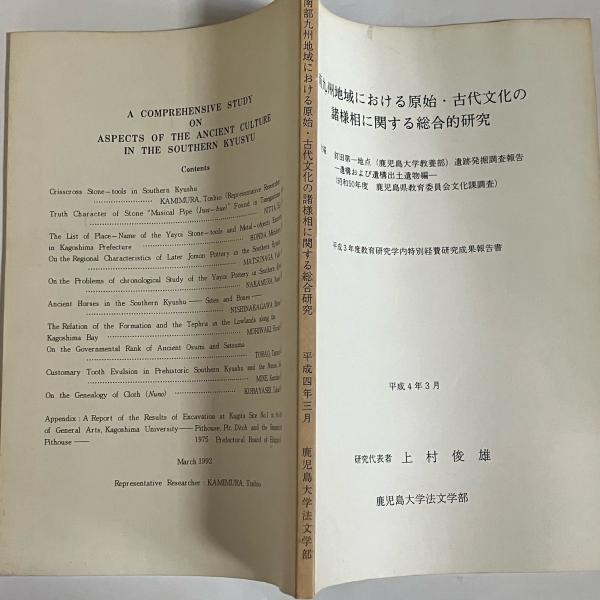 A COMPREHENSIVE STUDY
ON
ASPECTS OF THE ANCIENT CULTURE
IN THE SOUTHERN KYUSYU
Contents
Crisscross Stone-tools in Southern Kyushu
KAMIMURA, Toshio (Representative Researcher
Truth Character of Stone "Musical Pipe
Found in
The List of Place-Name of the Yayoi Stone-tools and Metal-objects
in Kagoshima Prefecture
HONDA,
On the Regional Characteristics of Later Jomon Pottery in the Southern
MATSUNAGA,
On the Problems of chronological Study of the Yayoi Pottery in Southern
NAKAMURA,
Ancient Horses in the Southern Kyushu — Sites and Bones —
NISHINAKAGAWA,
The Relation of the Formation and the Tephra in the Lowlands along the
Kagoshima Bay
MORIWAKI,
On the Governmental Rank of Ancient Osumi and Satsuma
Customary Tooth Evulsion in Prehistoric Southern Kyushu and the
MINE,
On the Genealogy of Cloth (Nuno)
KOBAYASHI,
Appendix : A Report of the Results of Excavation at Kugita Site No.1 in
of General Arts, Kagoshima University— Pithouse, Pit, Ditch and the
Pithouse —
1975 Prefectural Board of
March 1992
Representative Researcher : KAMIMURA, Toshio
南部九州地域における原始・古代文化の諸様相に関する総合研究
平成四年三月
鹿児島大学法文学部
九州地域における原始・古代文化の
諸様相に関する総合的研究
釘田第一地点（鹿児島大学教養部）遺跡発掘調査報告
—遺構および遺構出土遺物編—
（昭和50年度 鹿児島県教育委員会文化課調査）
平成3年度教育研究学内特別経費研究成果報告書
平成4年3月
研究代表者 上村俊雄
鹿児島大学法文学部